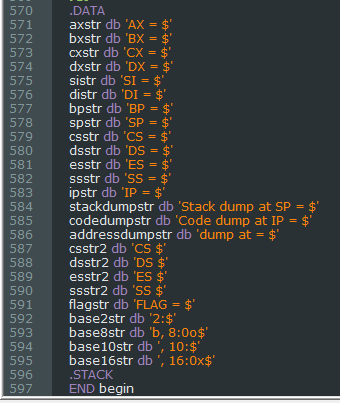 570 .DATA
571 axstr db 'AX = $'
572 bxstr db 'BX = $'
573 cxstr db 'CX = $'
574 dxstr db 'DX = $'
575 sistr db 'SI = $'
576 distr db 'DI = $'
577 bpstr db 'BP = $'
578 spstr db 'SP = $'
579 csstr db 'CS = $'
580 dsstr db 'DS = $'
581 esstr db 'ES = $'
582 ssstr db 'SS = $'
583 ipstr db 'IP = $'
584 stackdumpstr db 'Stack dump at SP = $'
585 codedumpstr db 'Code dump at IP = $'
586 addressdumpstr db 'dump at = $'
587 csstr2 db 'CS $'
588 dsstr2 db 'DS $'
589 esstr2 db 'ES $'
590 ssstr2 db 'SS $'
591 flagstr db 'FLAG = $'
592 base2str db '2:$'
593 base8str db 'b, 8:0o$'
594 base10str db ', 10:$'
595 base16str db ', 16:0x$'
596 .STACK
597 END begin